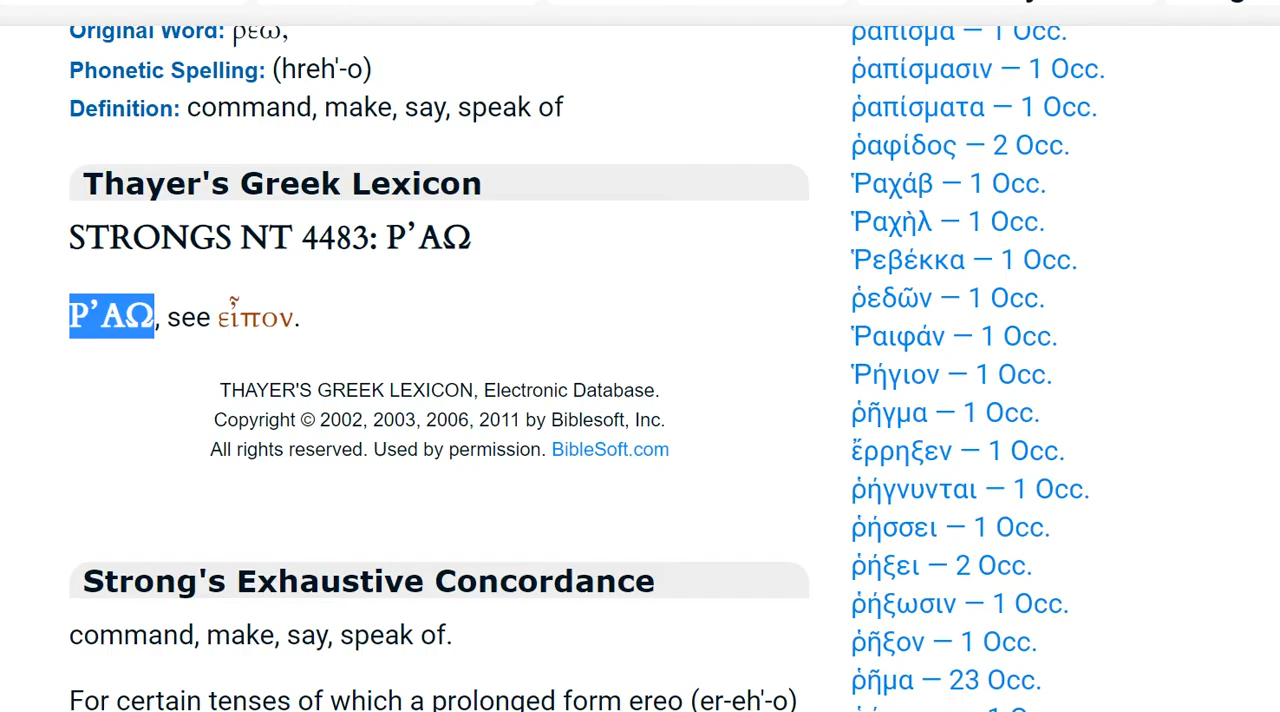 Original Word: ῥέω,
Phonetic Spelling: (hreh'-o)
Definition: command, make, say, speak of
Thayer's Greek Lexicon
STRONGS NT 4483: Ρ᾿ΑΩ
Ρ᾿ΑΩ, see εἶπον.
THAYER'S GREEK LEXICON, Electronic Database.
Copyright © 2002, 2003, 2006, 2011 by Biblesoft, Inc.
All rights reserved. Used by permission. BibleSoft.com
Strong's Exhaustive Concordance
command, make, say, speak of.
For certain tenses of which a prolonged form ereo (er-eh'-o)
ῥάπισμα — 1 Occ.
ῥαπίσμασιν — 1 Occ.
ῥαπίσματα — 1 Occ.
ῥαφίδος — 2 Occ.
Ῥαχάβ — 1 Occ.
Ῥαχὴλ — 1 Occ.
Ῥεβέκκα — 1 Occ.
ῥεδῶν — 1 Occ.
Ῥαιφάν — 1 Occ.
Ῥήγιον — 1 Occ.
ῥῆγμα — 1 Occ.
ἔρρηξεν — 1 Occ.
ῥήγνυνται — 1 Occ.
ῥήσσει — 1 Occ.
ῥήξει — 2 Occ.
ῥήξωσιν — 1 Occ.
ῥῆξον — 1 Occ.
ῥῆμα — 23 Occ.